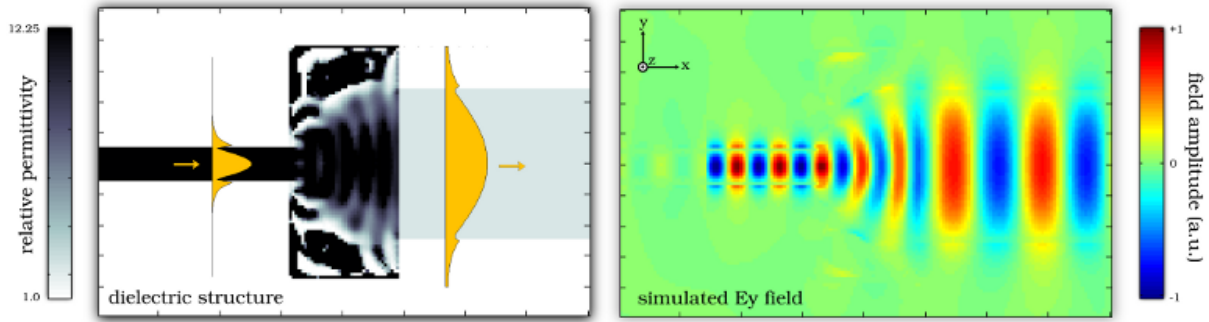 12.25
relative permittivity
1.0
dielectric structure
y
z
x
simulated Ey field
+1
0
-1
field amplitude (a.u.)